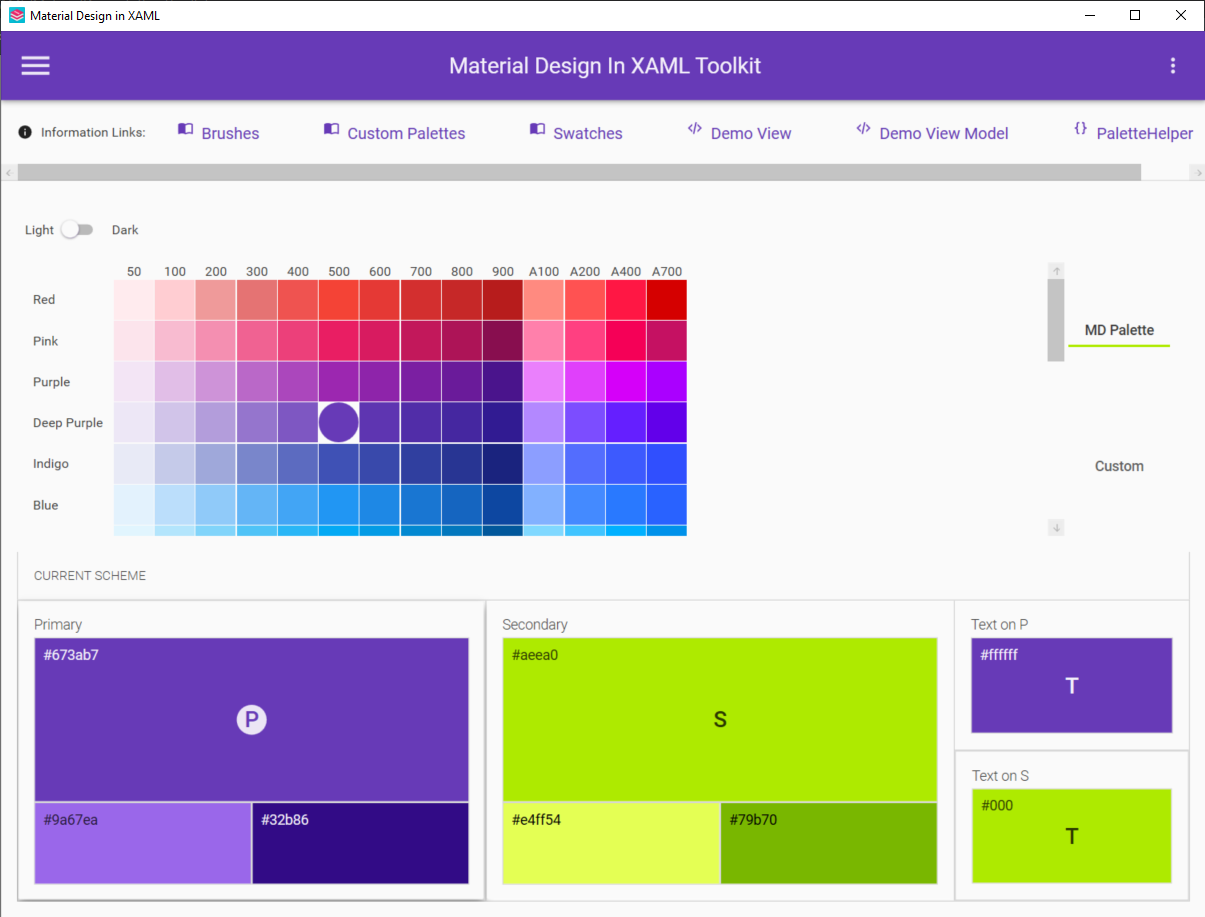 Material Design in XAML
Material Design In XAML Toolkit
Information Links: Brushes Custom Palettes Swatches Demo View Demo View Model PaletteHelper
Light Dark
50 100 200 300 400 500 600 700 800 900 A100 A200 A400 A700
Red
Pink
Purple
Deep Purple
Indigo
Blue
MD Palette
Custom
CURRENT SCHEME
Primary
#673ab7
P
#9a67ea
#32b86
Secondary
#aeea0
S
#e4ff54
#79b70
Text on P
#ffffff
T
Text on S
#000
T